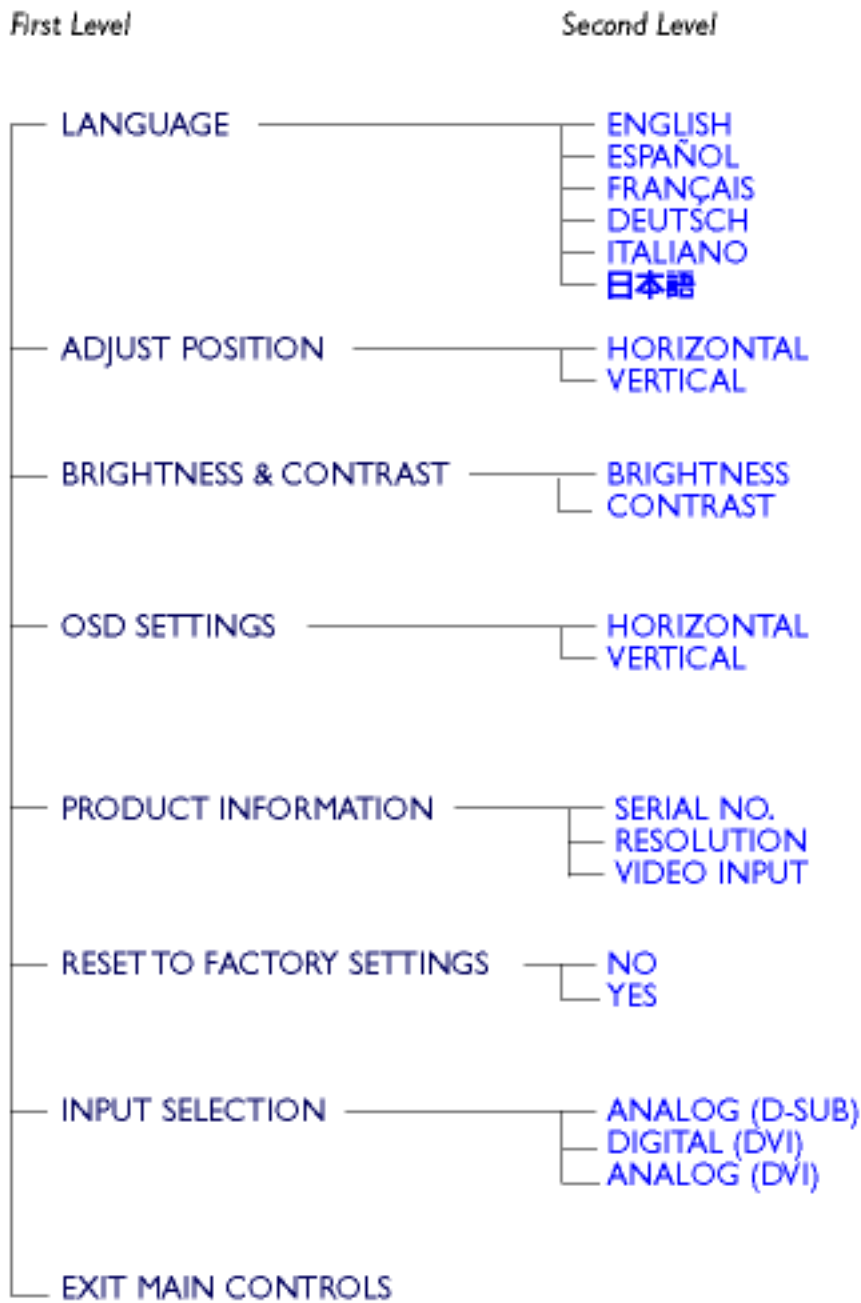 First Level Second Level
LANGUAGE ENGLISH
ESPAÑOL
FRANÇAIS
DEUTSCH
ITALIANO
日本語
ADJUST POSITION HORIZONTAL
VERTICAL
BRIGHTNESS & CONTRAST BRIGHTNESS
CONTRAST
OSD SETTINGS HORIZONTAL
VERTICAL
PRODUCT INFORMATION SERIAL NO.
RESOLUTION
VIDEO INPUT
RESET TO FACTORY SETTINGS NO
YES
INPUT SELECTION ANALOG (D-SUB)
DIGITAL (DVI)
ANALOG (DVI)
EXIT MAIN CONTROLS